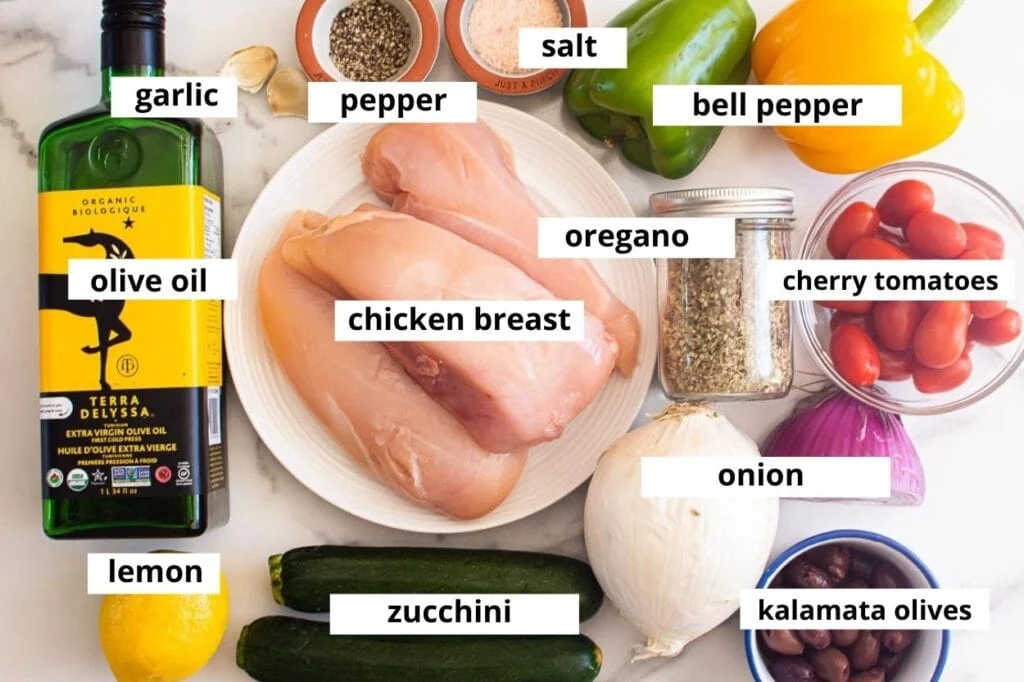 salt
garlic
pepper
bell pepper
JUST A PINCH
ORGANIC
BIOLOGIQUE
oregano
olive oil
cherry tomatoes
chicken breast
TERRA
DELYSSA
TUNISIAN
EXTRA VIRGIN OLIVE OIL
FIRST COLD PRESS
HUILE D'OLIVE EXTRA VIERGE
TUNISIENNE
PREMIÈRE PRESSION À FROID
1 L 34 fl oz
onion
lemon
zucchini
kalamata olives